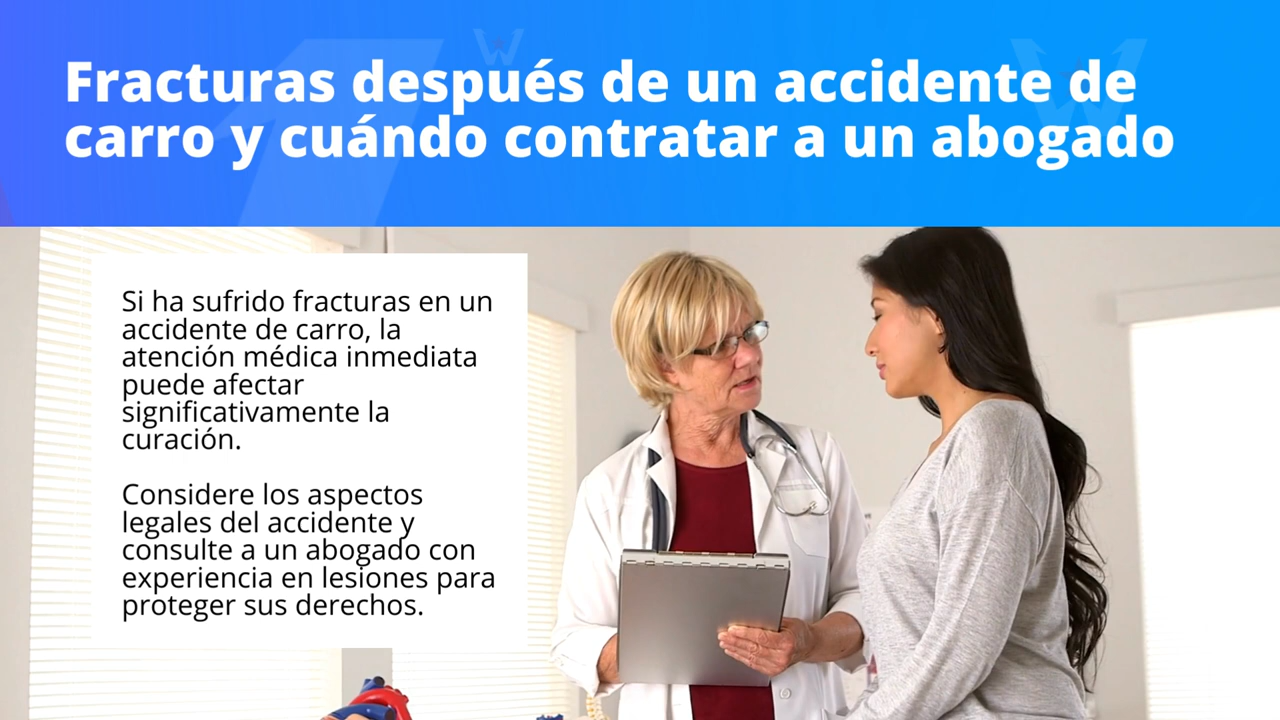 Fracturas después de un accidente de
carro y cuándo contratar a un abogado
Si ha sufrido fracturas en un
accidente de carro, la
atención médica inmediata
puede afectar
significativamente la
curación.
Considere los aspectos
legales del accidente y
consulte a un abogado con
experiencia en lesiones para
proteger sus derechos.